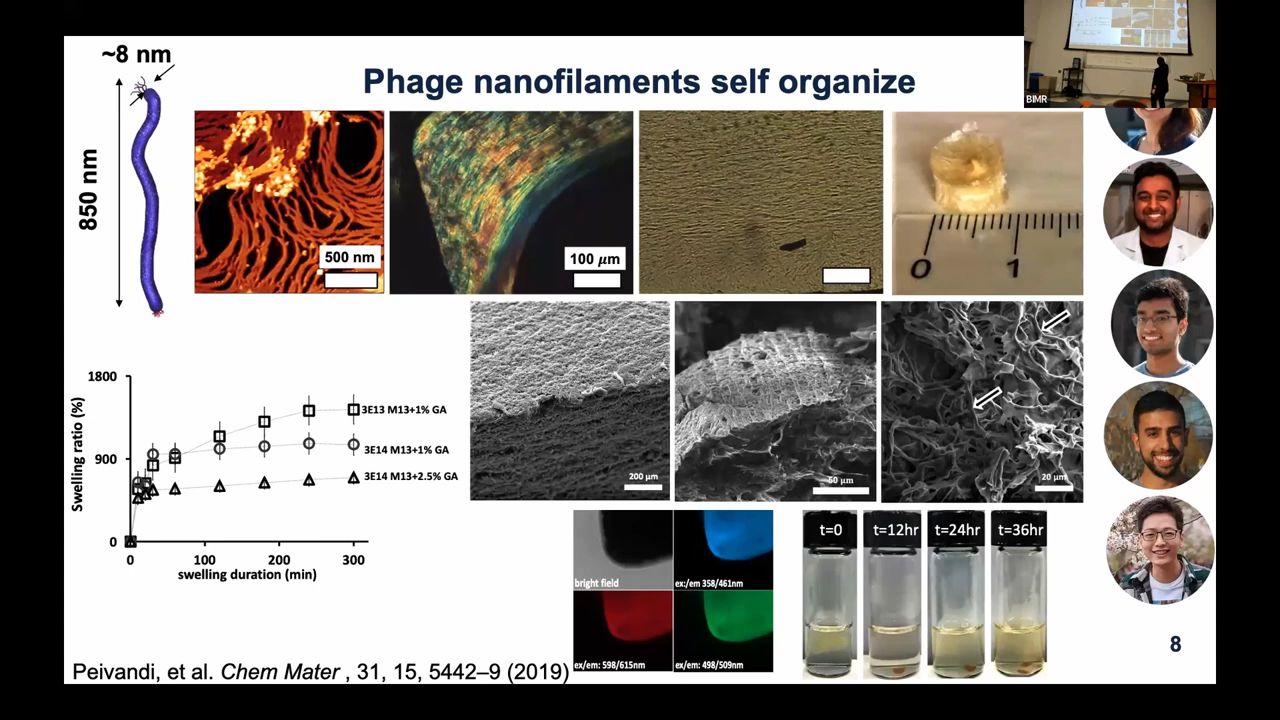 ~8 nm
Phage nanofilaments self organize
BIMR
850 nm
500 nm
100 μm
0 1
1800
900
0
Swelling ratio (%)
3E13 M13+1% GA
3E14 M13+1% GA
3E14 M13+2.5% GA
0 100 200 300
swelling duration (min)
200 μm
50 μm
20 μm
bright field
ex:/em 358/461nm
ex/em: 598/615nm
ex/em: 498/509nm
t=0
t=12hr
t=24hr
t=36hr
8
Peivandi, et al. Chem Mater , 31, 15, 5442–9 (2019)